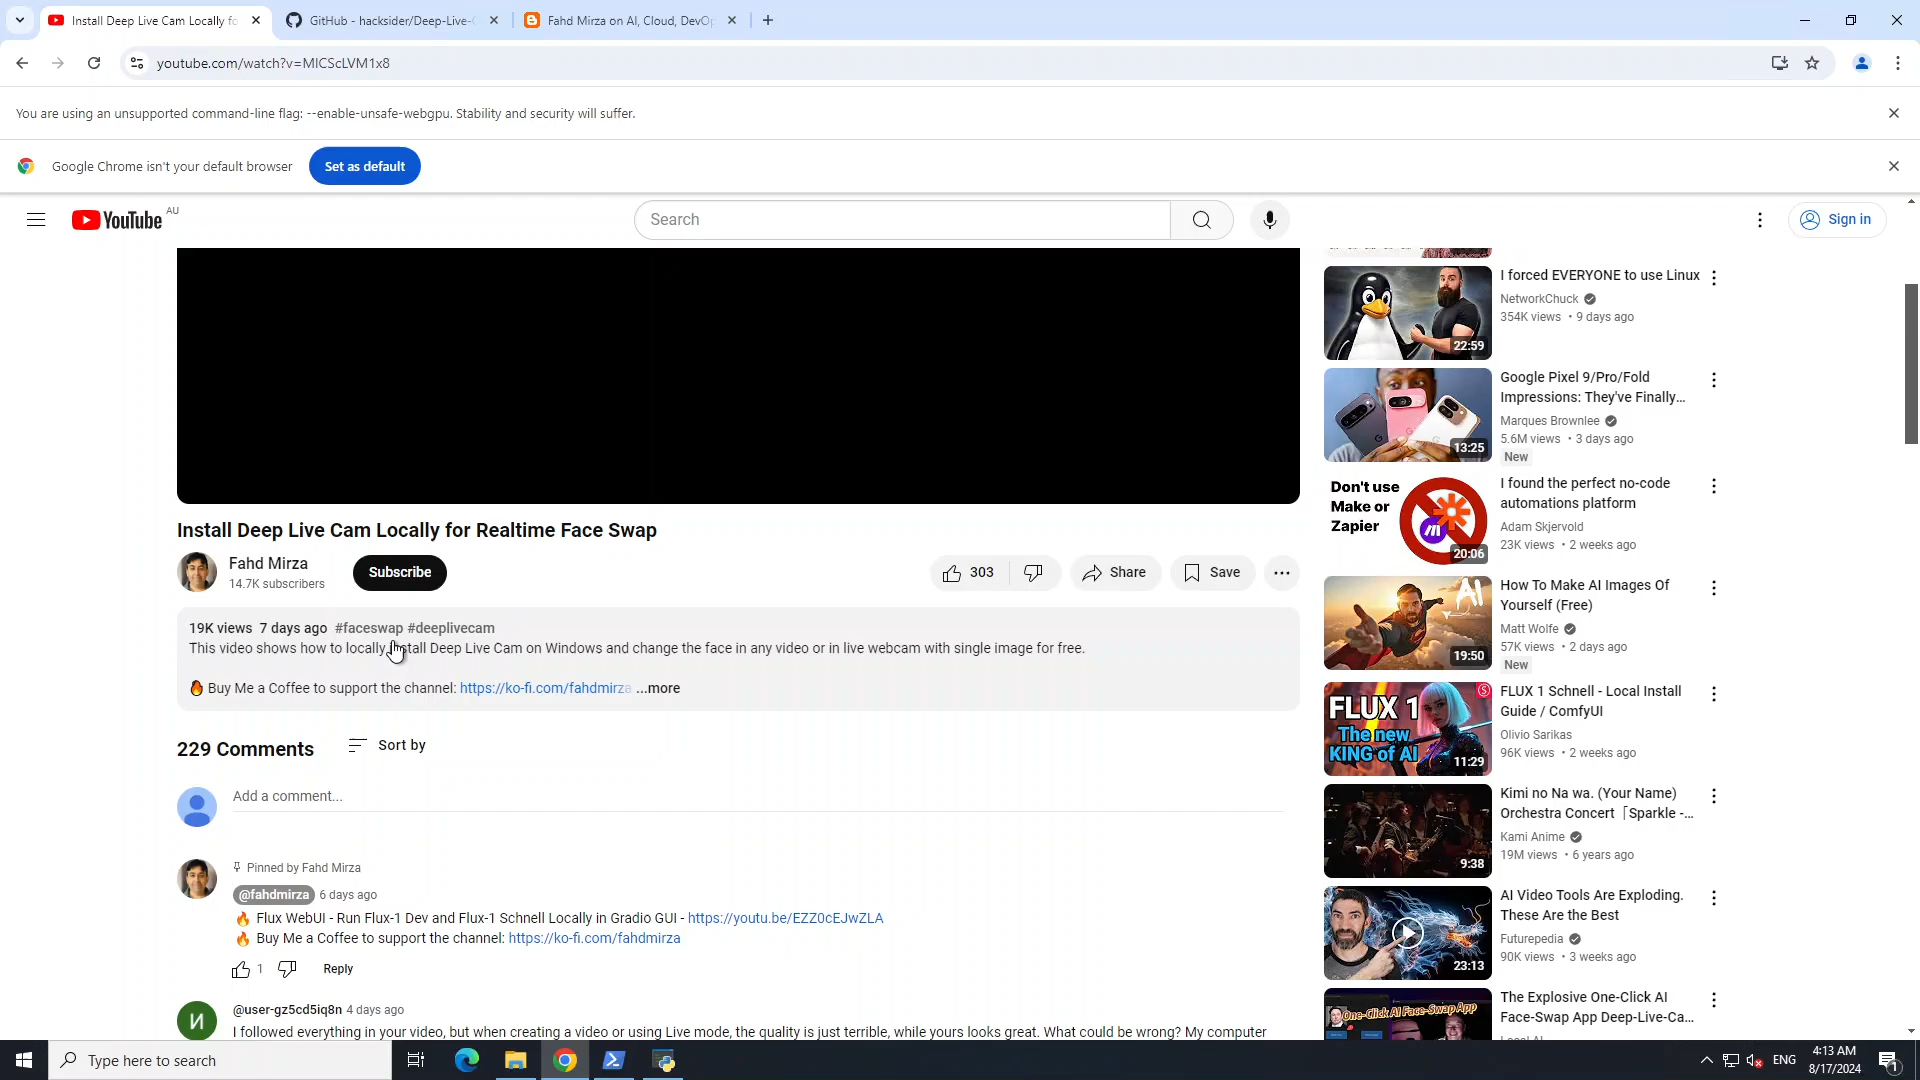 Install Deep Live Cam Locally fo
GitHub - hacksider/Deep-Live-C
Fahd Mirza on AI, Cloud, DevOp
youtube.com/watch?v=MlCScLVM1x8
You are using an unsupported command-line flag: --enable-unsafe-webgpu. Stability and security will suffer.
Google Chrome isn't your default browser
Set as default
YouTube AU
Search
Sign in
I forced EVERYONE to use Linux
NetworkChuck
354K views • 9 days ago
22:59
Google Pixel 9/Pro/Fold
Impressions: They've Finally...
Marques Brownlee
5.6M views • 3 days ago
New
13:25
Don't use
Make or
Zapier
20:06
I found the perfect no-code
automations platform
Adam Skjervold
23K views • 2 weeks ago
Install Deep Live Cam Locally for Realtime Face Swap
Fahd Mirza
14.7K subscribers
Subscribe
303
Share
Save
19K views 7 days ago #faceswap #deeplivecam
This video shows how to locally install Deep Live Cam on Windows and change the face in any video or in live webcam with single image for free.
Buy Me a Coffee to support the channel: https://ko-fi.com/fahdmirza ...more
229 Comments
Sort by
Add a comment...
Pinned by Fahd Mirza
@fahdmirza 6 days ago
Flux WebUI - Run Flux-1 Dev and Flux-1 Schnell Locally in Gradio GUI - https://youtu.be/EZZ0cEJwZLA
Buy Me a Coffee to support the channel: https://ko-fi.com/fahdmirza
1
Reply
И
@user-gz5cd5iq8n 4 days ago
I followed everything in your video, but when creating a video or using Live mode, the quality is just terrible, while yours looks great. What could be wrong? My computer
AI
19:50
How To Make AI Images Of
Yourself (Free)
Matt Wolfe
57K views • 2 days ago
New
FLUX 1
The new
KING of AI
11:29
FLUX 1 Schnell - Local Install
Guide / ComfyUI
Olivio Sarikas
96K views • 2 weeks ago
9:38
Kimi no Na wa. (Your Name)
Orchestra Concert「Sparkle -...
Kami Anime
19M views • 6 years ago
23:13
AI Video Tools Are Exploding.
These Are the Best
Futurepedia
90K views • 3 weeks ago
One-Click AI Face-Swap App
The Explosive One-Click AI
Face-Swap App Deep-Live-Ca...
Type here to search
ENG
4:13 AM
8/17/2024
1